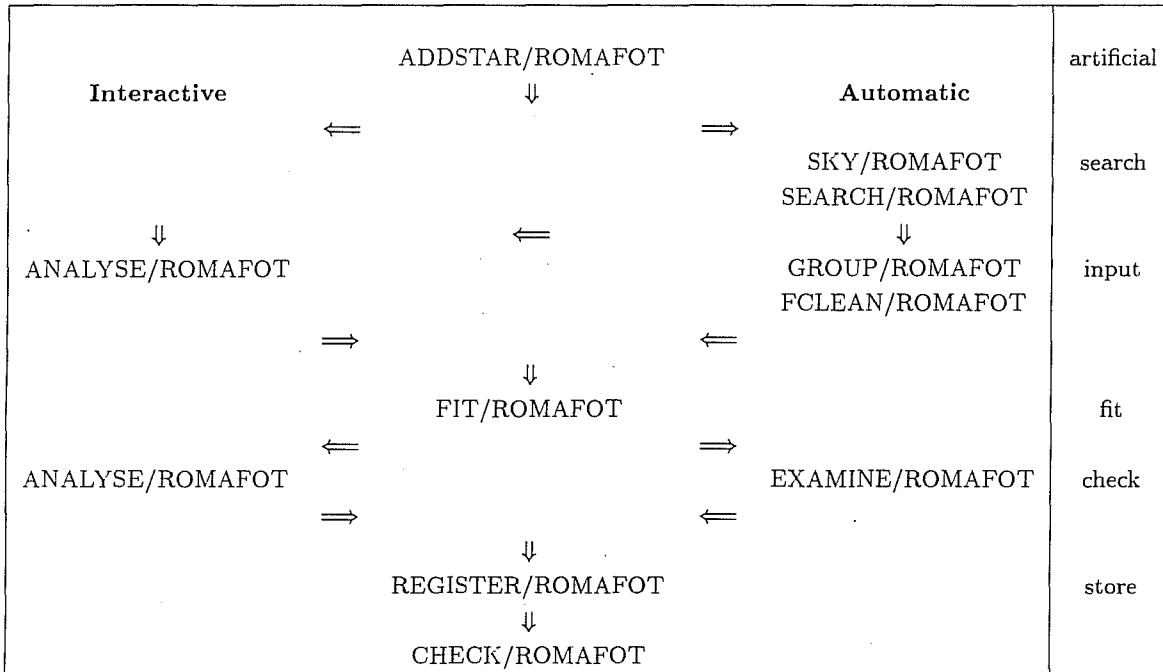 ADDSTAR/ROMAFOT artificial
Interactive ⇓ Automatic
⇐ ⇒
SKY/ROMAFOT search
SEARCH/ROMAFOT
⇓ ⇐ ⇓
ANALYSE/ROMAFOT GROUP/ROMAFOT input
FCLEAN/ROMAFOT
⇒ ⇐
⇓
FIT/ROMAFOT fit
⇐ ⇒
ANALYSE/ROMAFOT EXAMINE/ROMAFOT check
⇒ ⇐
⇓
REGISTER/ROMAFOT store
⇓
CHECK/ROMAFOT